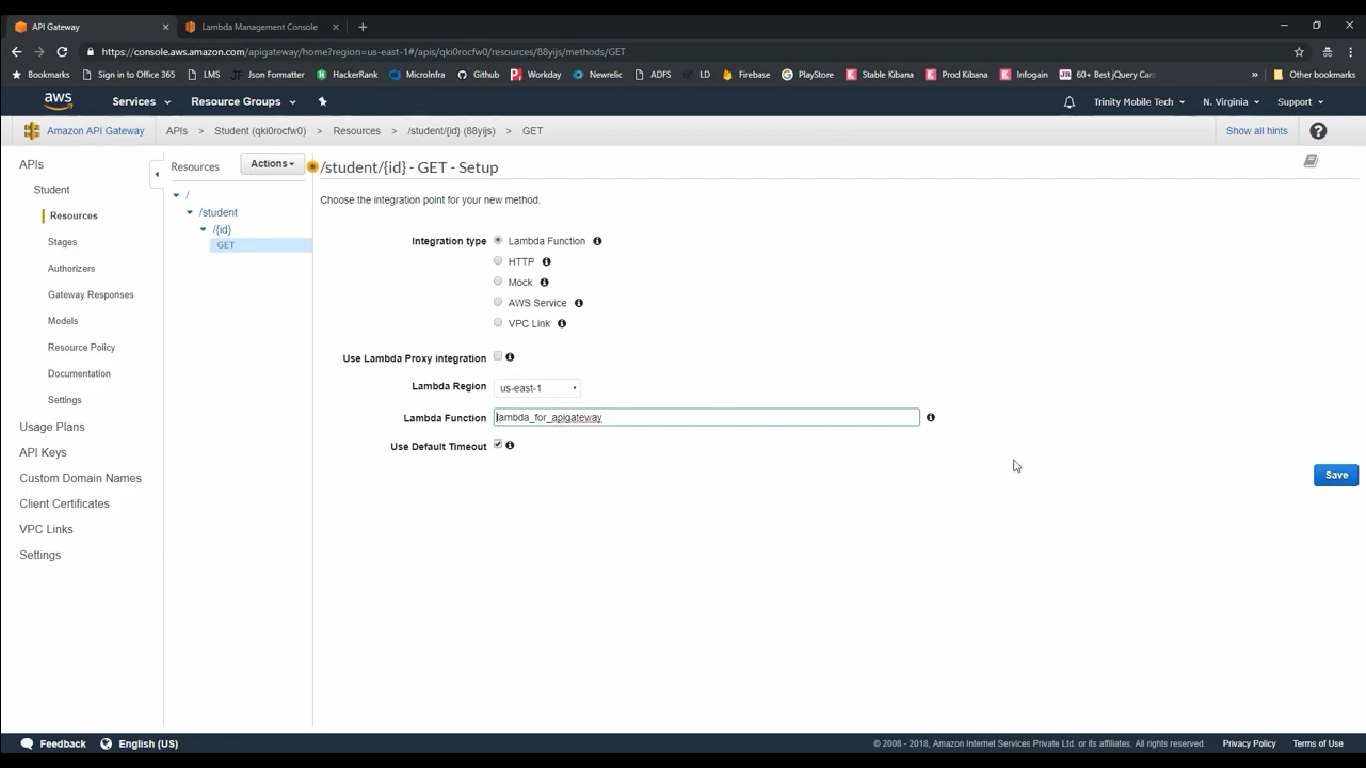 API Gateway
Lambda Management Console
https://console.aws.amazon.com/apigateway/home?region=us-east-1#/apis/qki0rocfw0/resources/88yijs/methods/GET
Bookmarks Sign in to Office 365 LMS Json Formatter HackerRank MicroInfra Github Workday Newrelic .ADFS LD Firebase PlayStore Stable Kibana Prod Kibana Infogain 60+ Best jQuery Car Other bookmarks
aws Services Resource Groups Trinity Mobile Tech N. Virginia Support
Amazon API Gateway APIs > Student (qki0rocfw0) > Resources > /student/{id} (88yijs) > GET Show all hints
APIs
Student
Resources
Stages
Authorizers
Gateway Responses
Models
Resource Policy
Documentation
Settings
Usage Plans
API Keys
Custom Domain Names
Client Certificates
VPC Links
Settings
Resources Actions
/
/student
/{id}
GET
/student/{id} - GET - Setup
Choose the integration point for your new method.
Integration type Lambda Function
HTTP
Mock
AWS Service
VPC Link
Use Lambda Proxy integration
Lambda Region us-east-1
Lambda Function lambda_for_apigateway
Use Default Timeout
Save
Feedback English (US) © 2008 - 2018, Amazon Internet Services Private Ltd. or its affiliates. All rights reserved. Privacy Policy Terms of Use